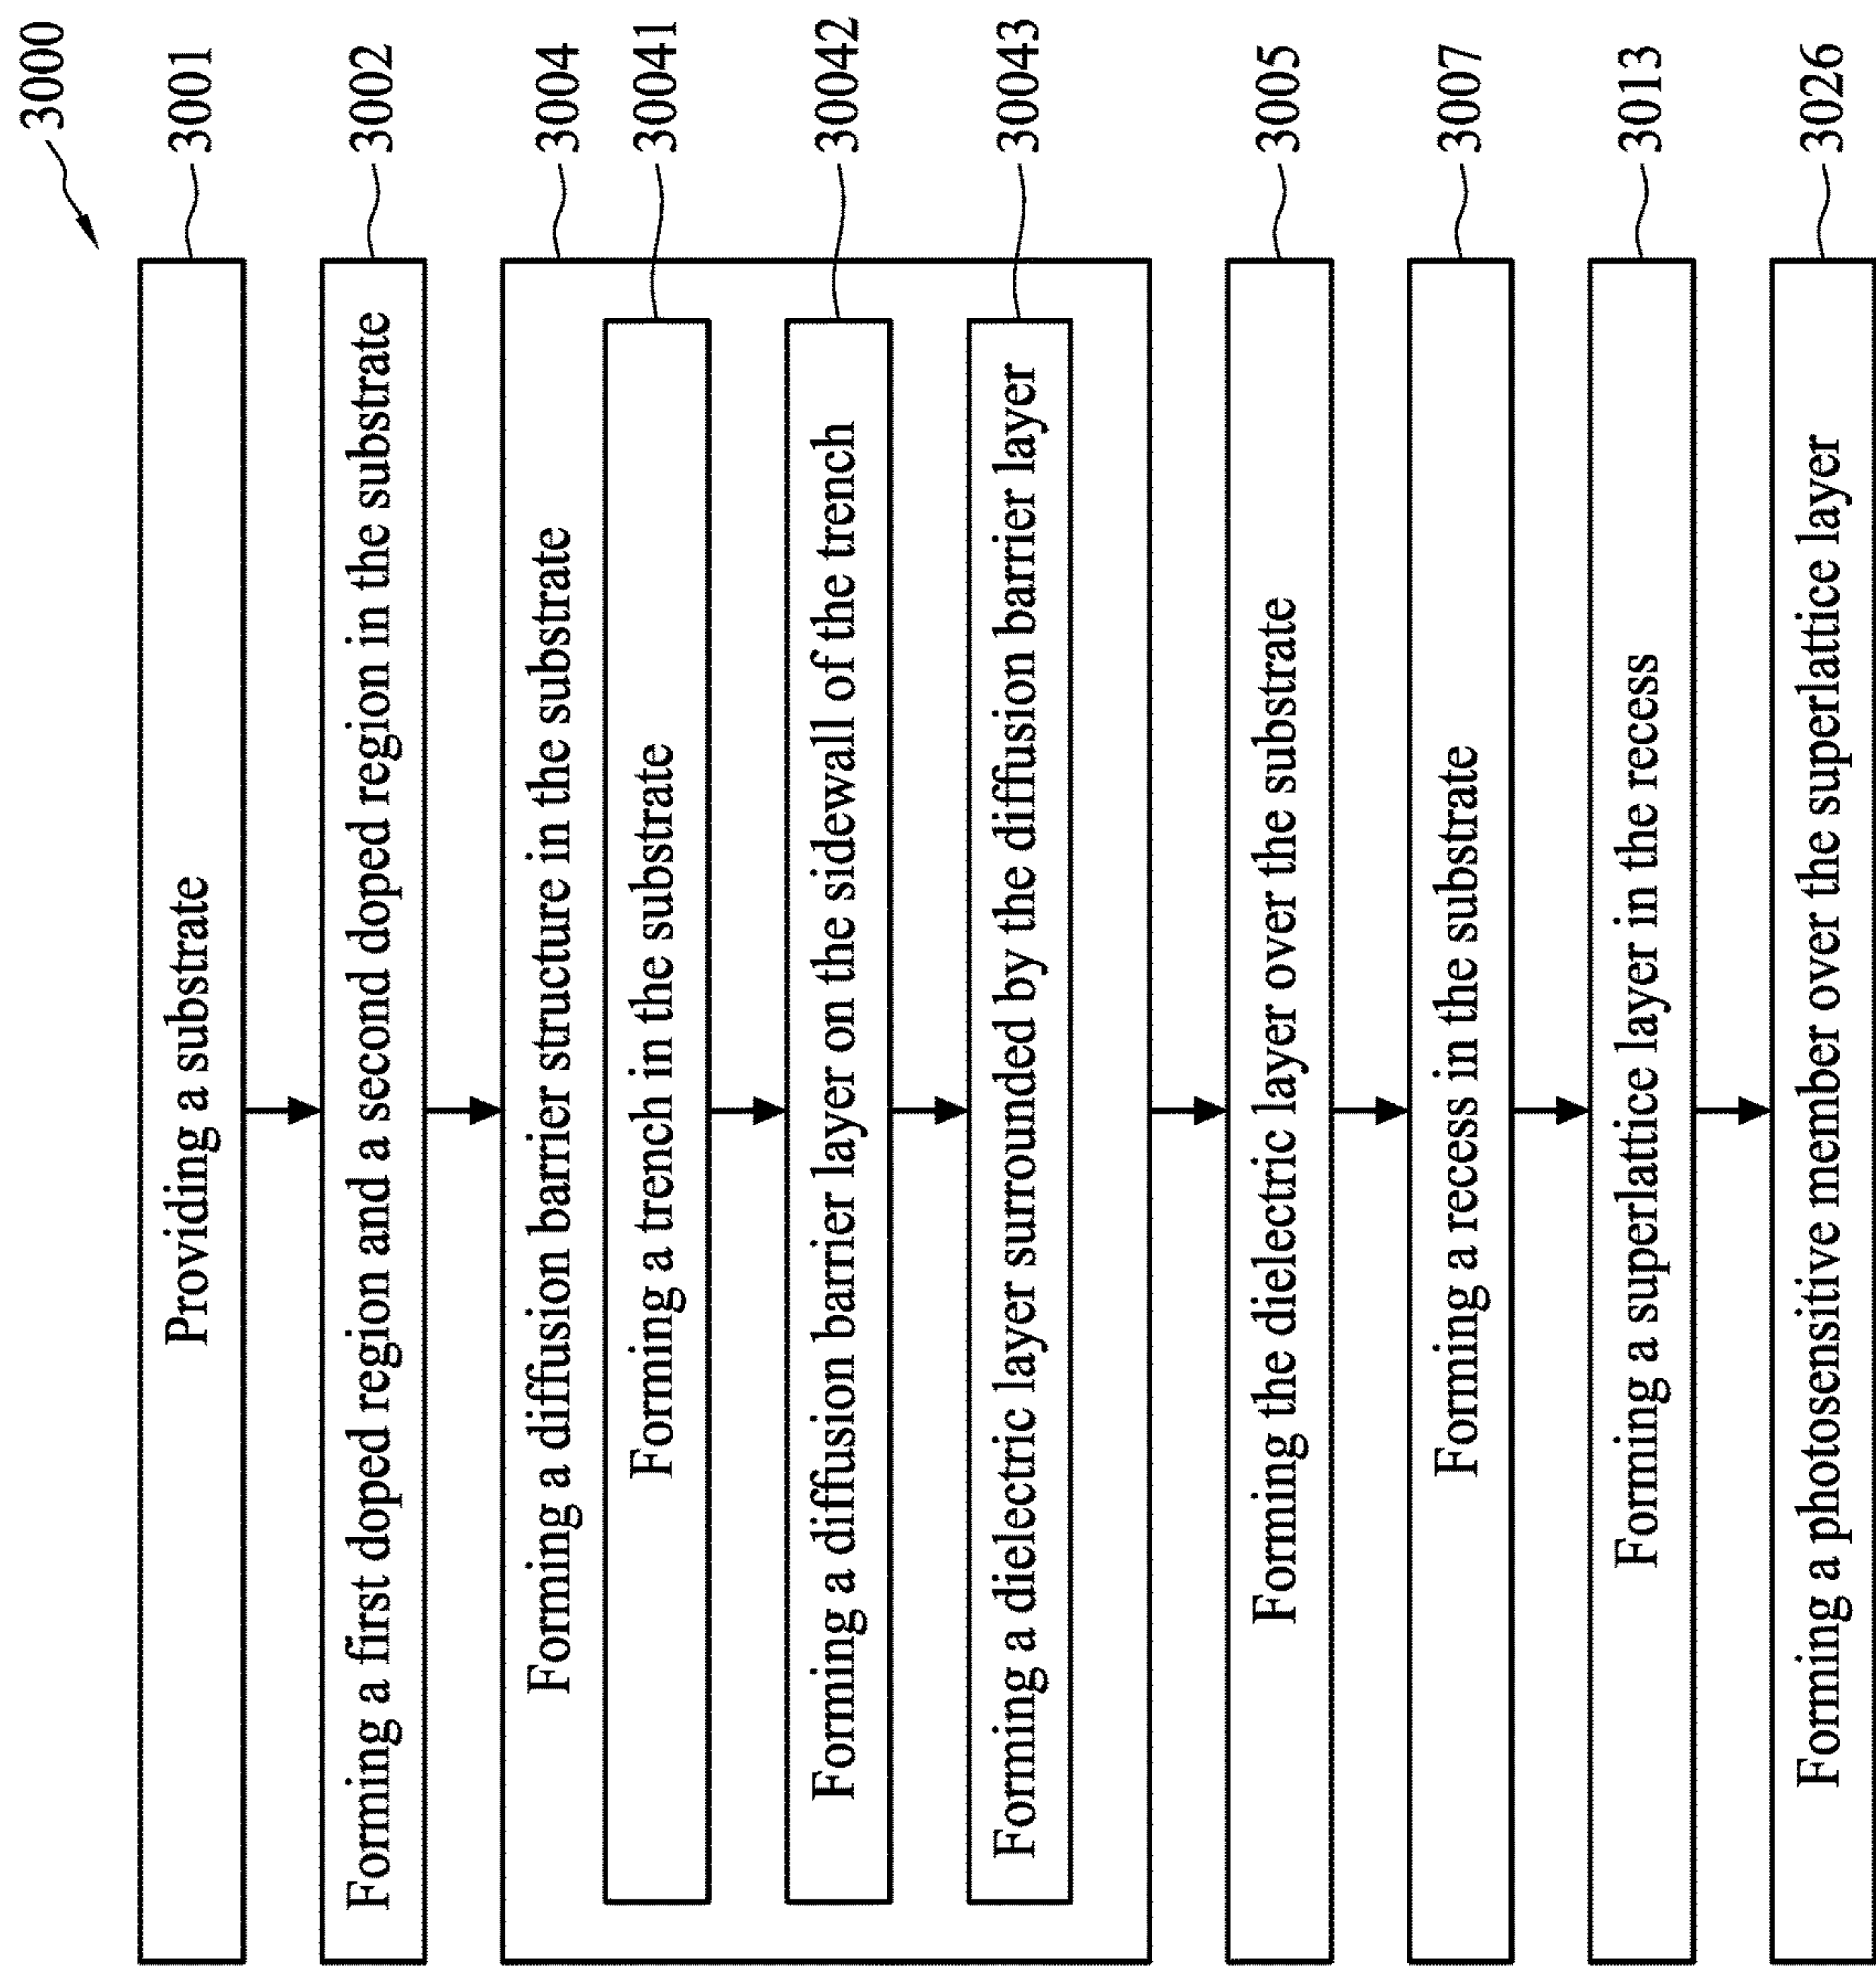 3000
Providing a substrate
3001
Forming a first doped region and a second doped region in the substrate
3002
Forming a diffusion barrier structure in the substrate
3004
Forming a trench in the substrate
30041
Forming a diffusion barrier layer on the sidewall of the trench
30042
Forming a dielectric layer surrounded by the diffusion barrier layer
30043
Forming the dielectric layer over the substrate
3005
Forming a recess in the substrate
3007
Forming a superlattice layer in the recess
3013
Forming a photosensitive member over the superlattice layer
3026